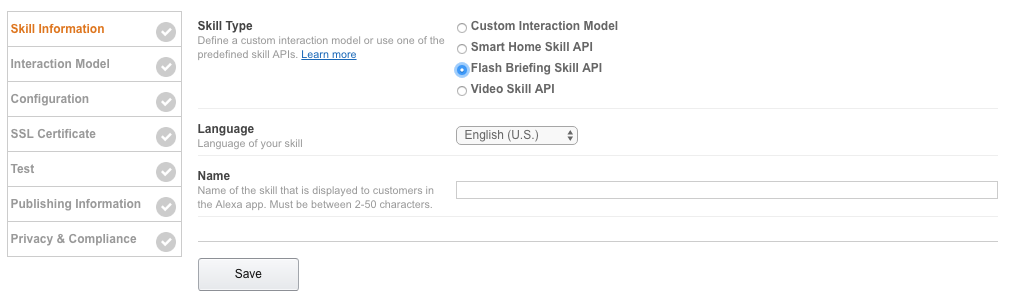 Skill Information
Interaction Model
Configuration
SSL Certificate
Test
Publishing Information
Privacy & Compliance
Skill Type
Define a custom interaction model or use one of the
predefined skill APIs. Learn more
Custom Interaction Model
Smart Home Skill API
Flash Briefing Skill API
Video Skill API
Language
Language of your skill
English (U.S.)
Name
Name of the skill that is displayed to customers in
the Alexa app. Must be between 2-50 characters.
Save